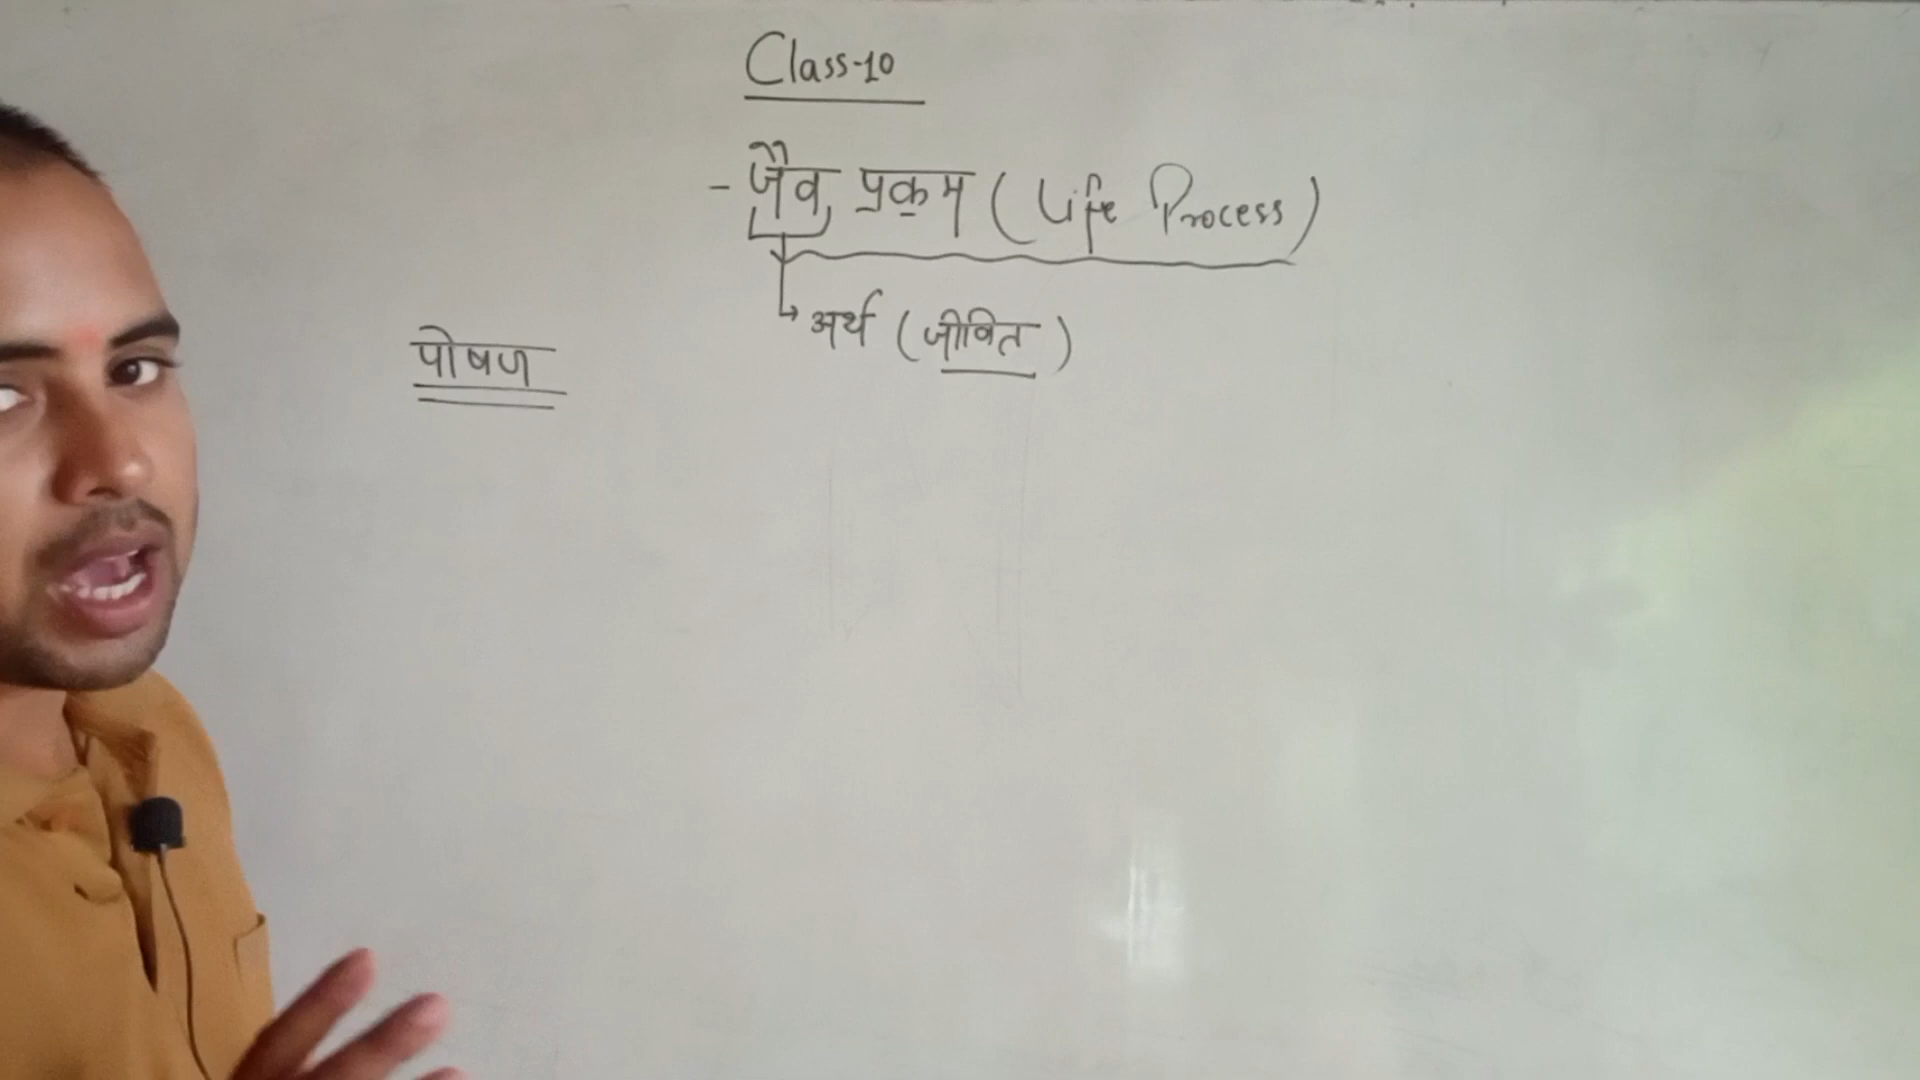 Class-10
- जैव प्रक्रम ( Life Process )
अर्थ ( जीवित )
पोषण